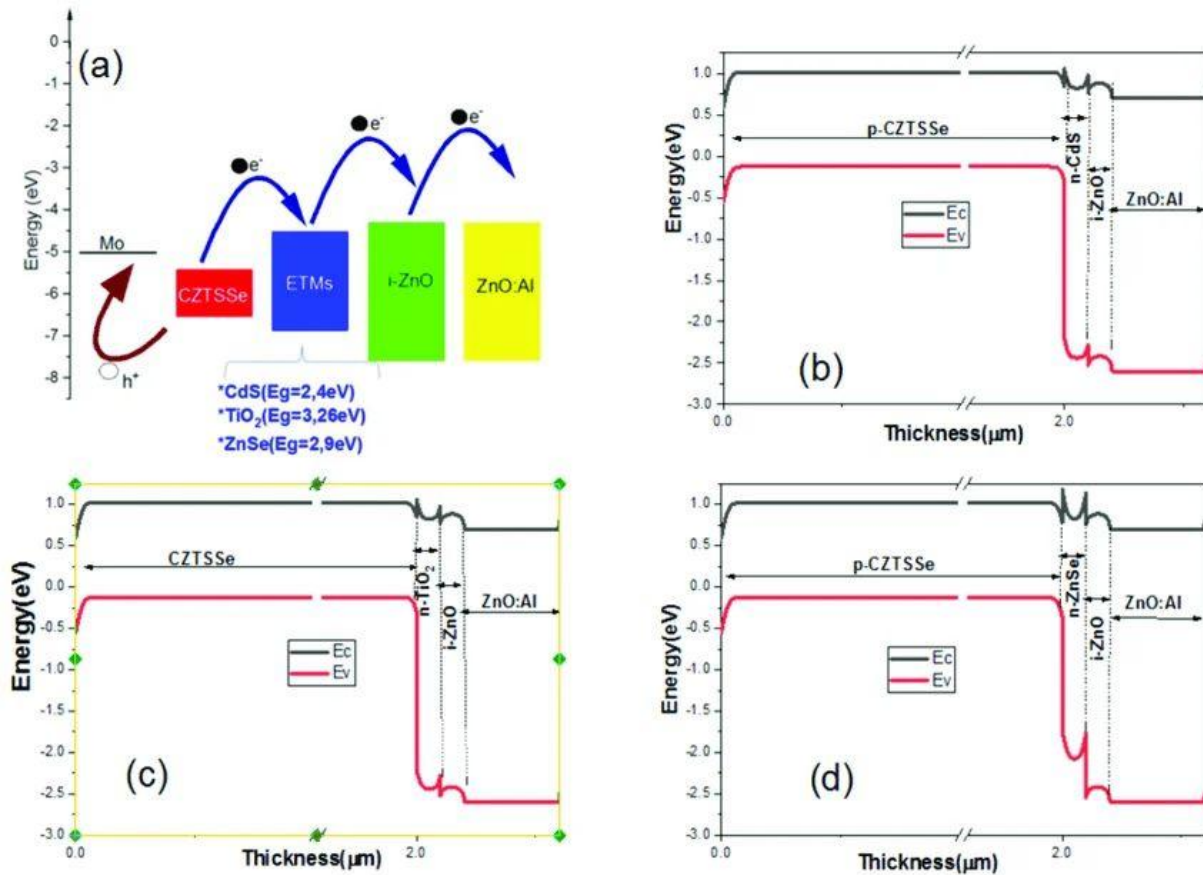 (a)
Energy (eV)
0
-1
-2
-3
-4
-5
-6
-7
-8
Mo
h+
e-
e-
e-
CZTSSe
ETMs
i-ZnO
ZnO:Al
*CdS(Eg=2,4eV)
*TiO2(Eg=3,26eV)
*ZnSe(Eg=2,9eV)
(b)
Energy(eV)
1.0
0.5
0.0
-0.5
-1.0
-1.5
-2.0
-2.5
-3.0
p-CZTSSe
n-CdS
i-ZnO
ZnO:Al
Ec
Ev
0.0
2.0
Thickness(μm)
(c)
Energy(eV)
1.0
0.5
0.0
-0.5
-1.0
-1.5
-2.0
-2.5
-3.0
CZTSSe
n-TiO2
i-ZnO
ZnO:Al
Ec
Ev
0.0
2.0
Thickness(μm)
(d)
Energy(eV)
1.0
0.5
0.0
-0.5
-1.0
-1.5
-2.0
-2.5
-3.0
p-CZTSSe
n-ZnSe
i-ZnO
ZnO:Al
Ec
Ev
0.0
2.0
Thickness(μm)